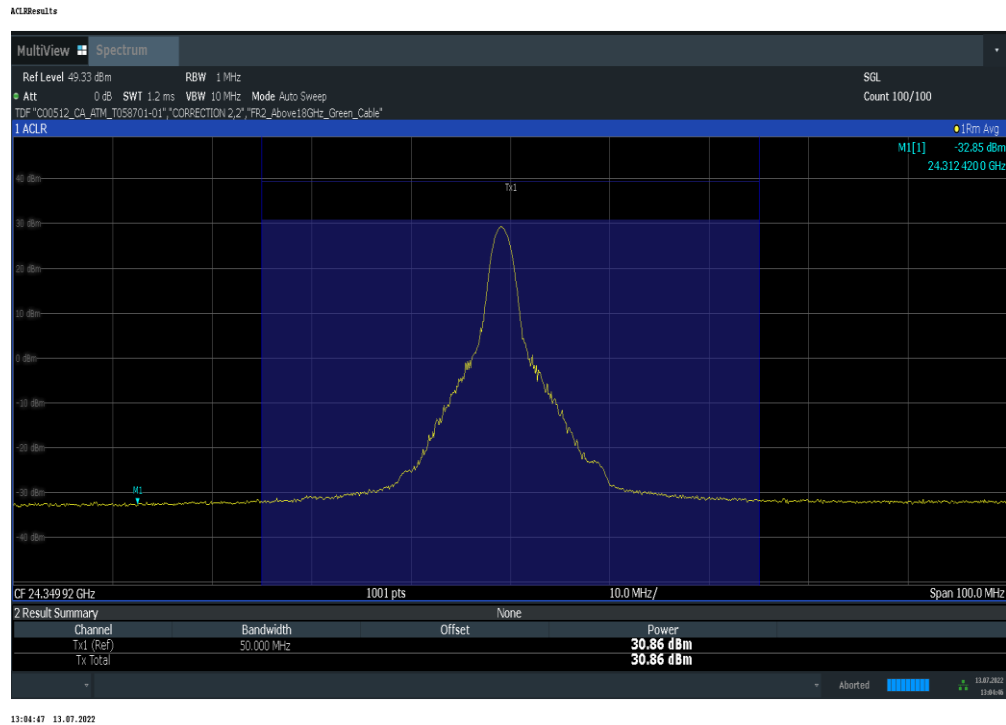 ACLRResults
MultiView Spectrum
Ref Level 49.33 dBm RBW 1 MHz SGL
Att 0 dB SWT 1.2 ms VBW 10 MHz Mode Auto Sweep Count 100/100
TDF "C00512_CA_ATM_T058701-01","CORRECTION 2,2","FR2_Above18GHz_Green_Cable"
1 ACLR 1Rm Avg
M1[1] -32.85 dBm
24.312 420 0 GHz
40 dBm
Tx1
30 dBm
20 dBm
10 dBm
0 dBm
-10 dBm
-20 dBm
-30 dBm
M1
-40 dBm
CF 24.349 92 GHz 1001 pts 10.0 MHz/ Span 100.0 MHz
2 Result Summary None
Channel Bandwidth Offset Power
Tx1 (Ref) 50.000 MHz 30.86 dBm
Tx Total 30.86 dBm
Aborted 13.07.2022
13:04:46
13:04:47 13.07.2022